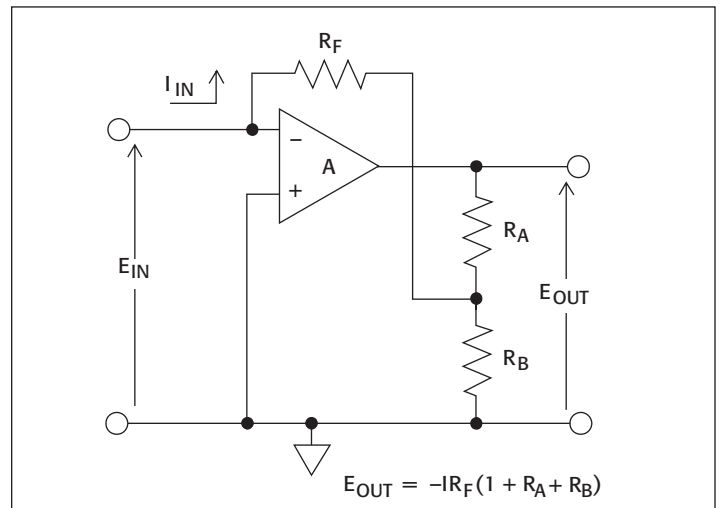 R_F
I_IN
−
A
+
R_A
E_IN
E_OUT
R_B
E_OUT = –IR_F(1 + R_A + R_B)